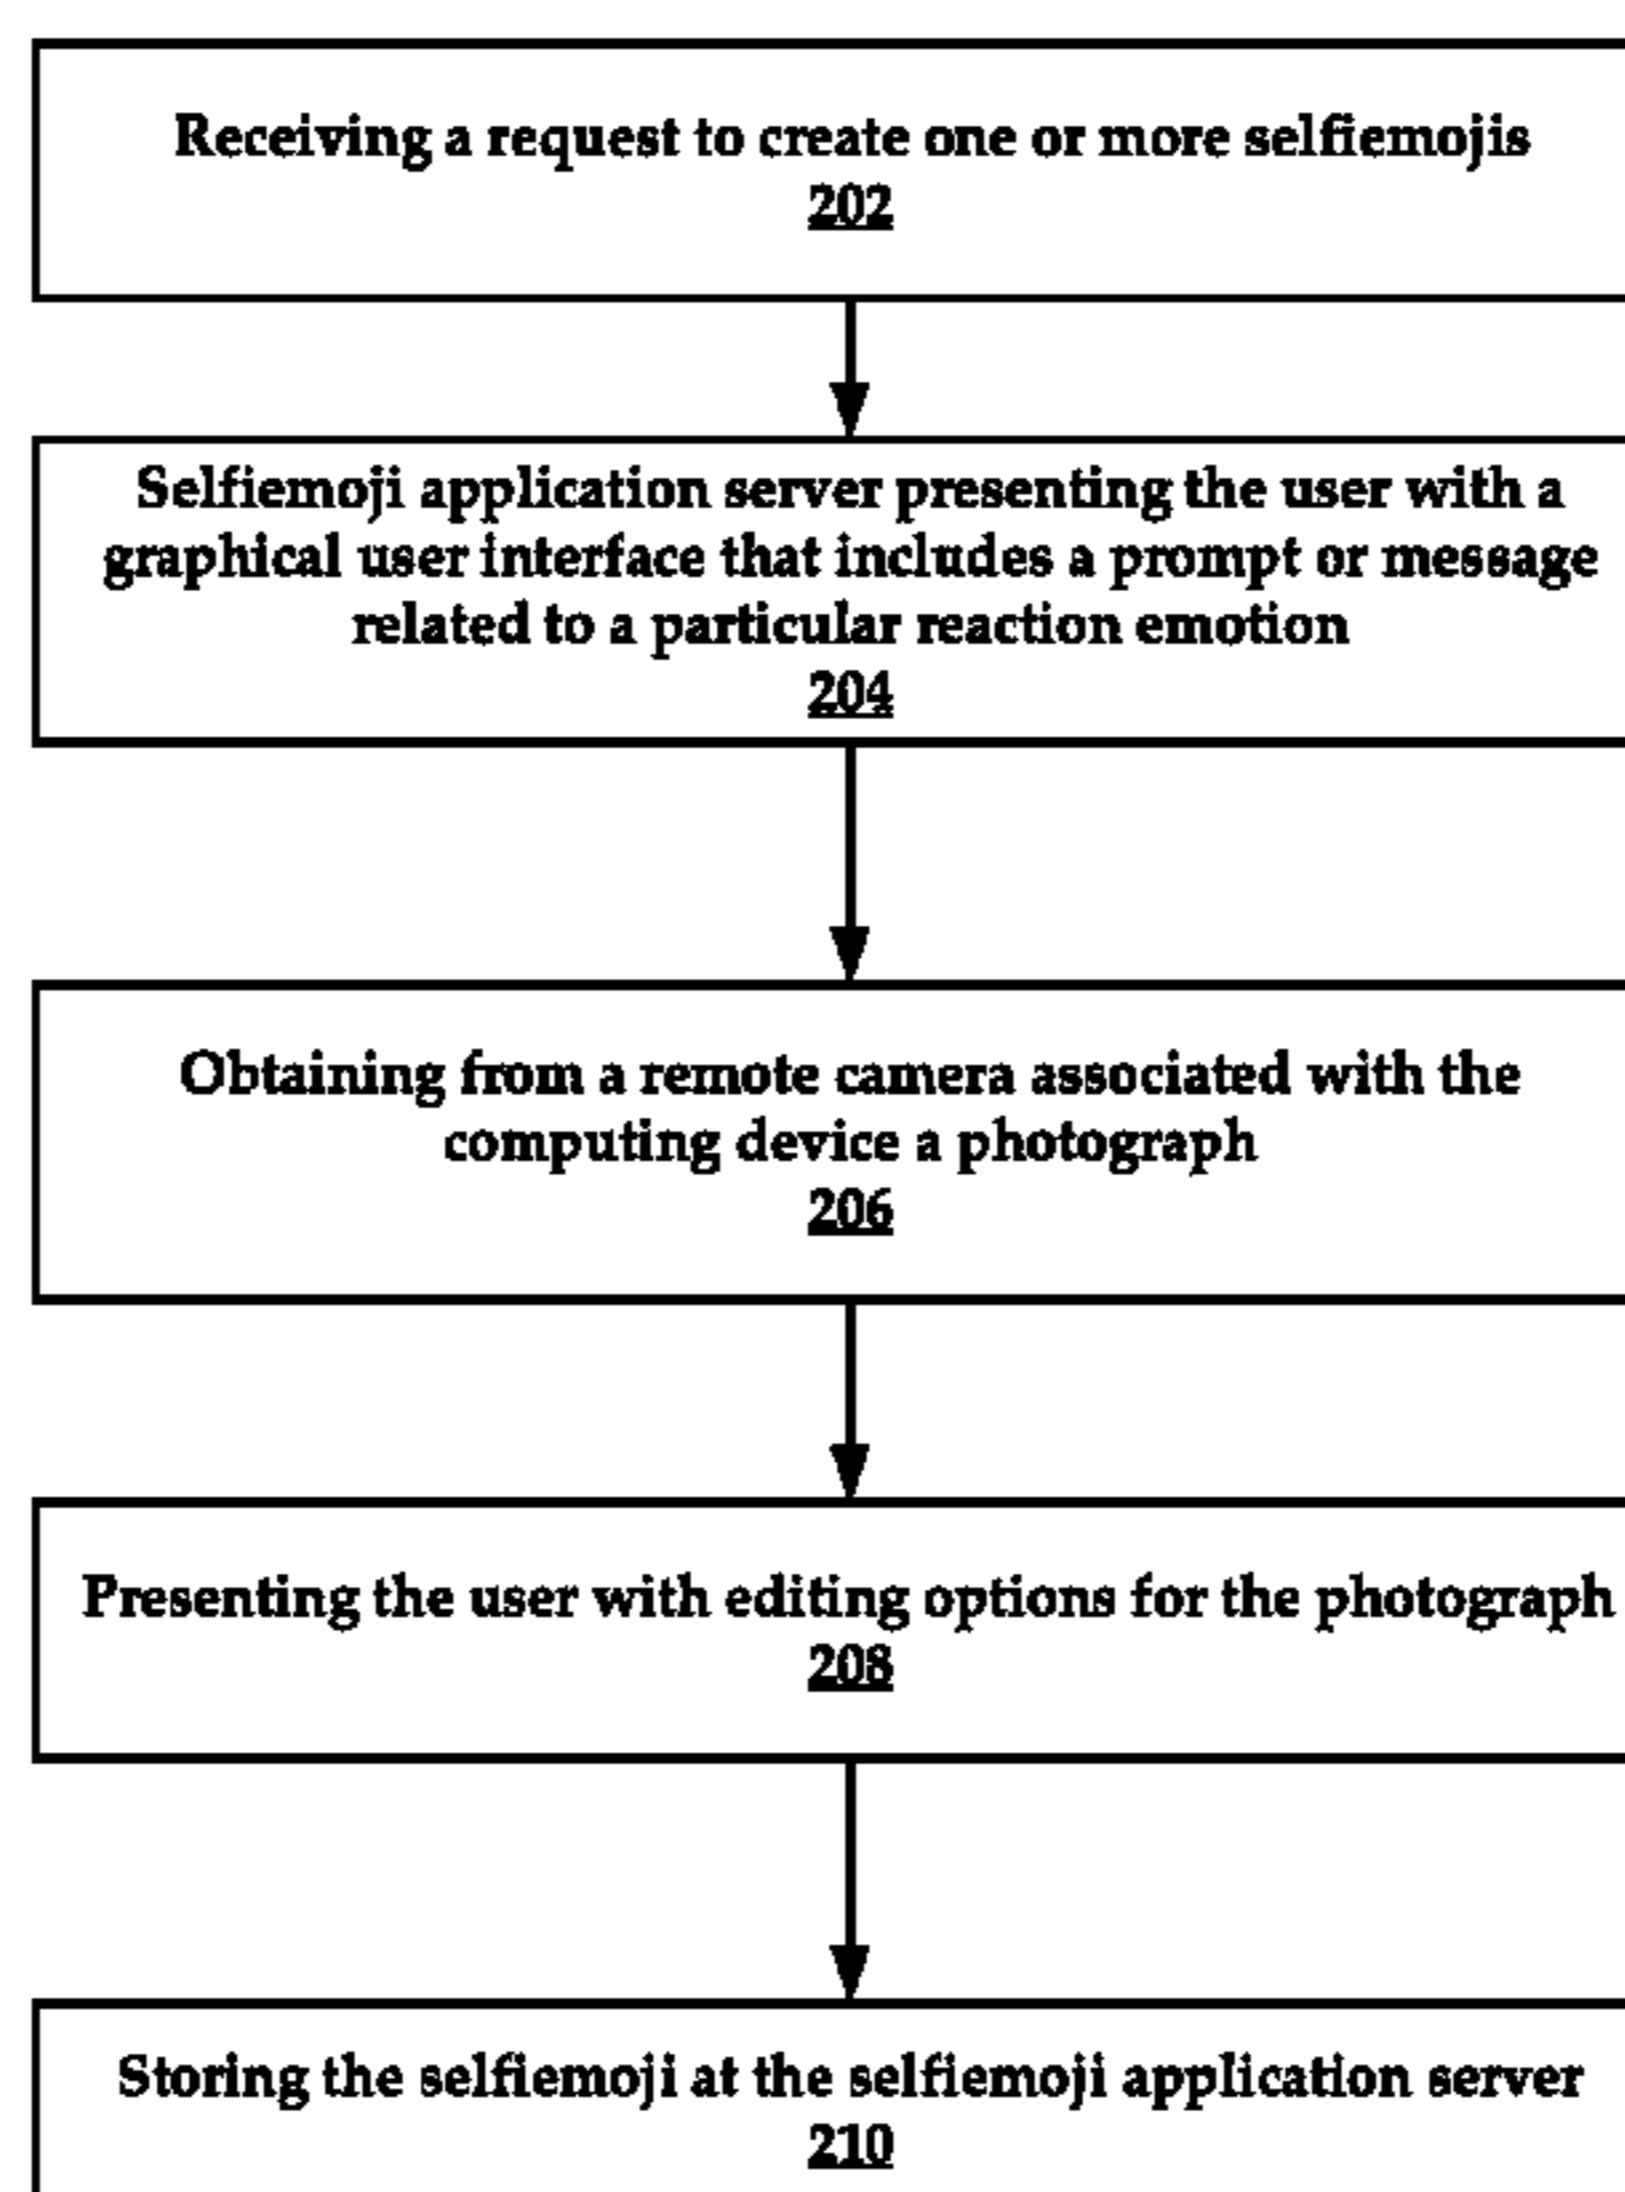 Receiving a request to create one or more selfiemojis
202
Selfiemoji application server presenting the user with a
graphical user interface that includes a prompt or message
related to a particular reaction emotion
204
Obtaining from a remote camera associated with the
computing device a photograph
206
Presenting the user with editing options for the photograph
208
Storing the selfiemoji at the selfiemoji application server
210